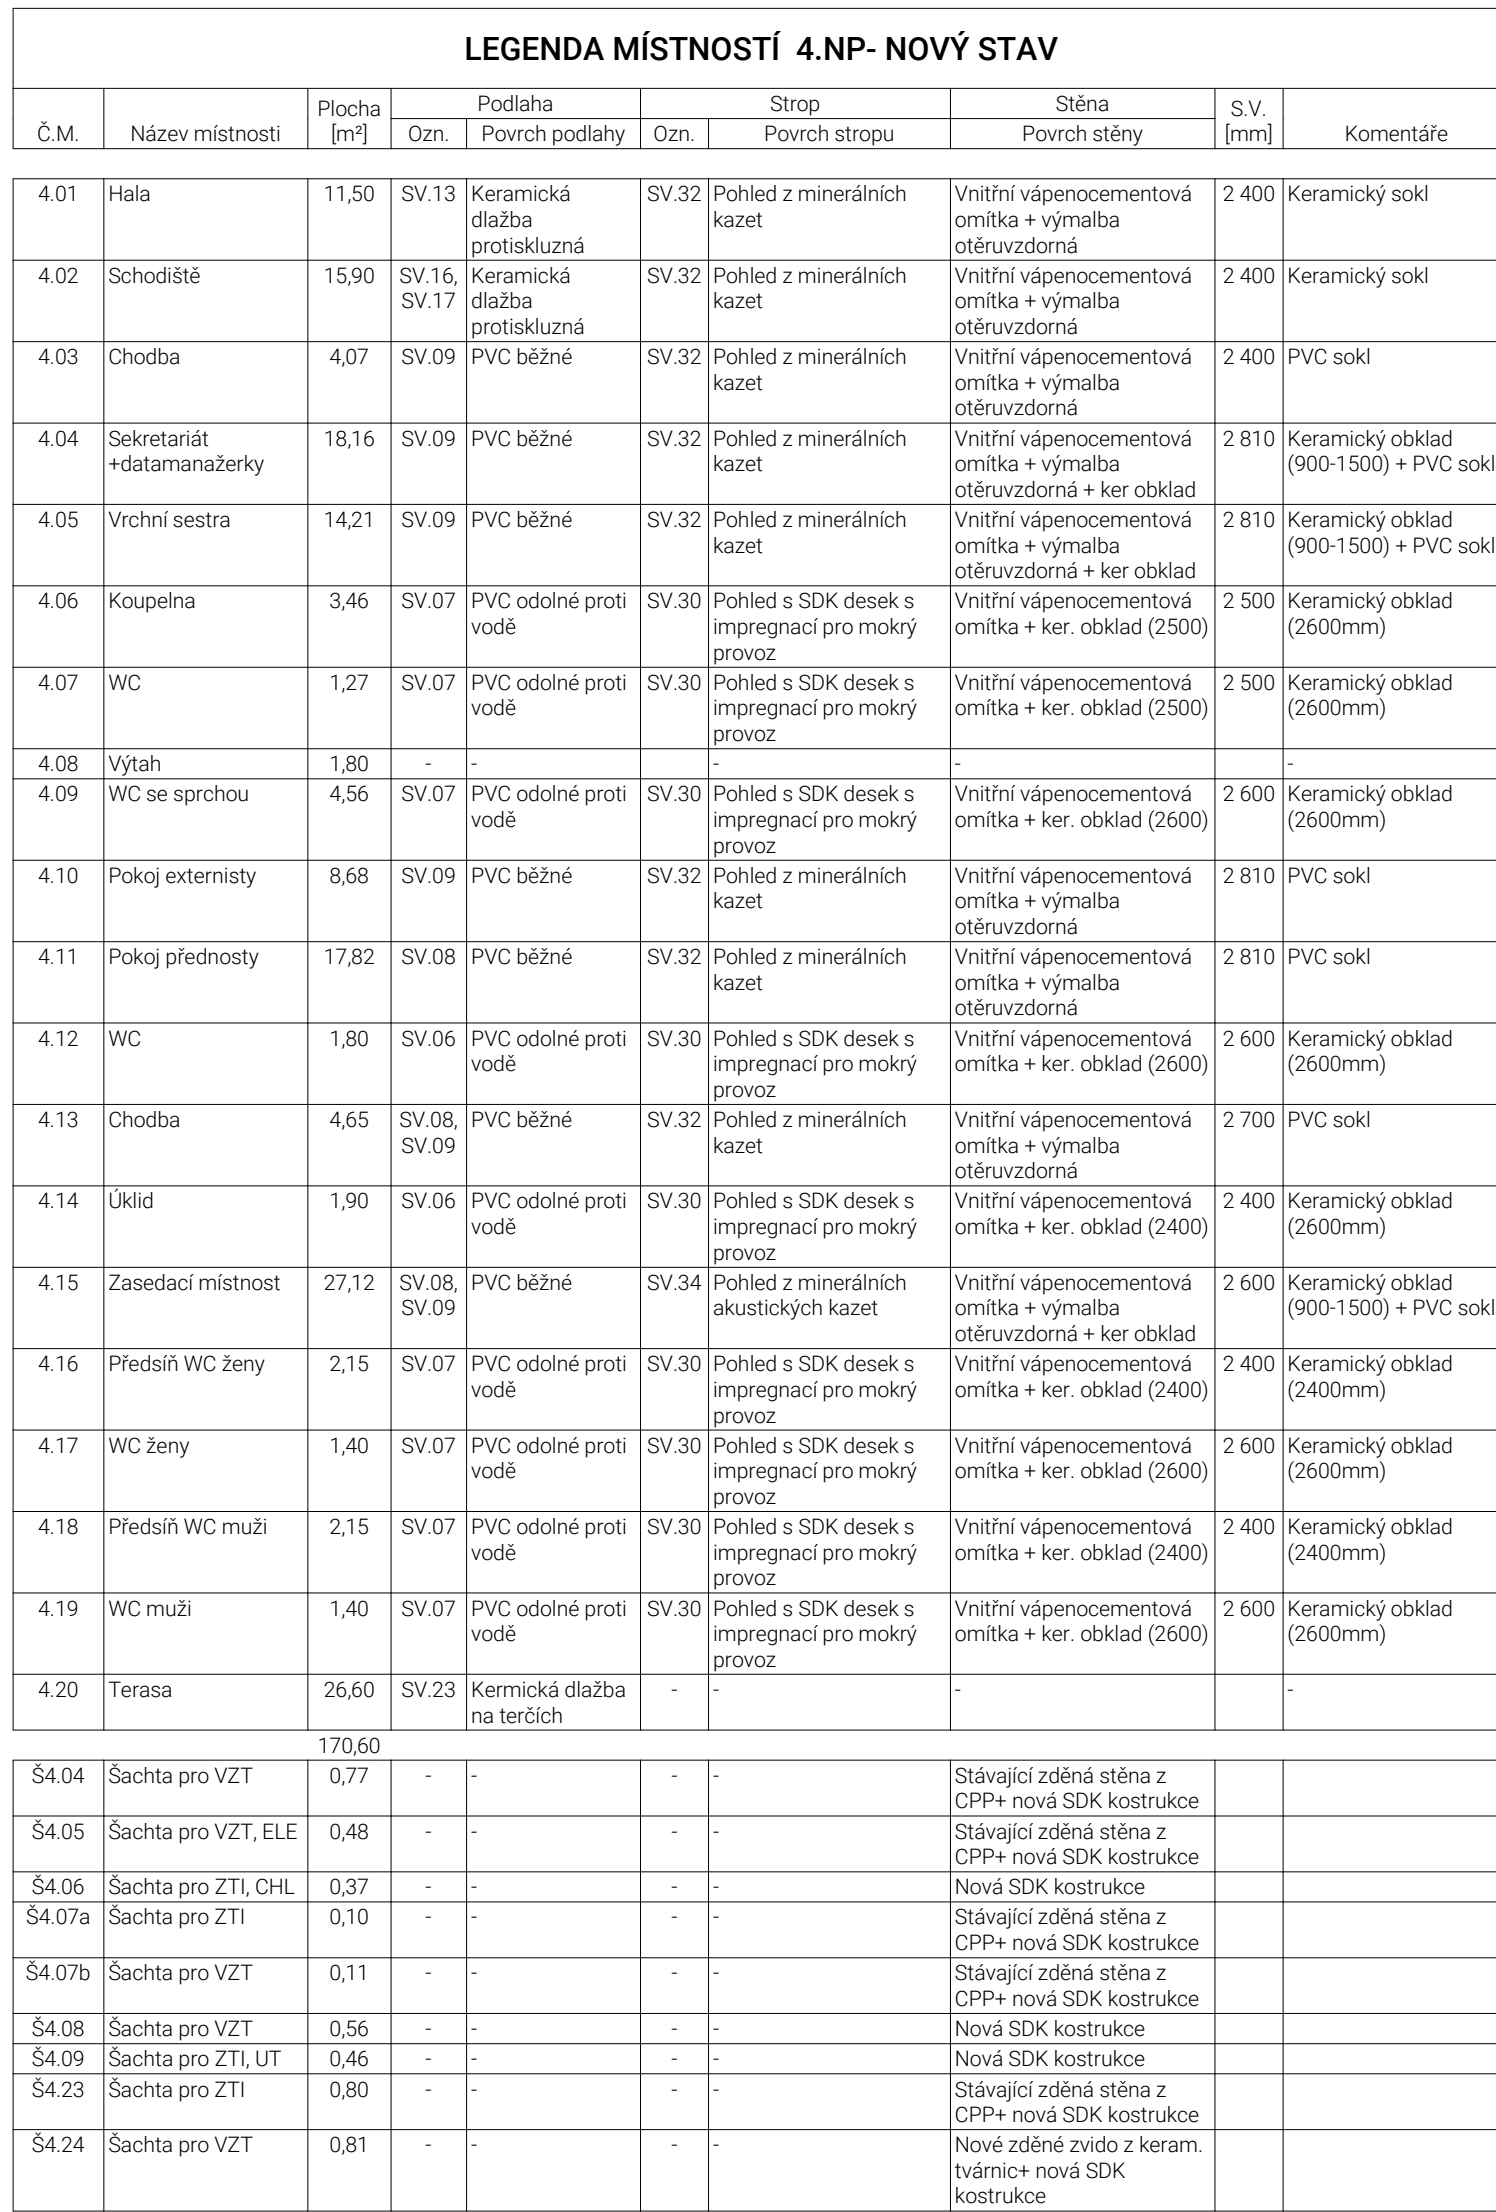 LEGENDA MÍSTNOSTÍ 4.NP- NOVÝ STAV
Č.M. Název místnosti Plocha [m²] Podlaha Strop Stěna S.V. [mm] Komentáře
Ozn. Povrch podlahy Ozn. Povrch stropu Povrch stěny
4.01 Hala 11,50 SV.13 Keramická SV.32 Pohled z minerálních Vnitřní vápenocementová 2 400 Keramický sokl
dlažba kazet omítka + výmalba
protiskluzná otěruvzdorná
4.02 Schodiště 15,90 SV.16, Keramická SV.32 Pohled z minerálních Vnitřní vápenocementová 2 400 Keramický sokl
SV.17 dlažba kazet omítka + výmalba
protiskluzná otěruvzdorná
4.03 Chodba 4,07 SV.09 PVC běžné SV.32 Pohled z minerálních Vnitřní vápenocementová 2 400 PVC sokl
kazet omítka + výmalba
otěruvzdorná
4.04 Sekretariát 18,16 SV.09 PVC běžné SV.32 Pohled z minerálních Vnitřní vápenocementová 2 810 Keramický obklad
+datamanažerky kazet omítka + výmalba (900-1500) + PVC sokl
otěruvzdorná + ker obklad
4.05 Vrchní sestra 14,21 SV.09 PVC běžné SV.32 Pohled z minerálních Vnitřní vápenocementová 2 810 Keramický obklad
kazet omítka + výmalba (900-1500) + PVC sokl
otěruvzdorná + ker obklad
4.06 Koupelna 3,46 SV.07 PVC odolné proti SV.30 Pohled s SDK desek s Vnitřní vápenocementová 2 500 Keramický obklad
vodě impregnací pro mokrý omítka + ker. obklad (2500) (2600mm)
provoz
4.07 WC 1,27 SV.07 PVC odolné proti SV.30 Pohled s SDK desek s Vnitřní vápenocementová 2 500 Keramický obklad
vodě impregnací pro mokrý omítka + ker. obklad (2500) (2600mm)
provoz
4.08 Výtah 1,80 - - - - -
4.09 WC se sprchou 4,56 SV.07 PVC odolné proti SV.30 Pohled s SDK desek s Vnitřní vápenocementová 2 600 Keramický obklad
vodě impregnací pro mokrý omítka + ker. obklad (2600) (2600mm)
provoz
4.10 Pokoj externisty 8,68 SV.09 PVC běžné SV.32 Pohled z minerálních Vnitřní vápenocementová 2 810 PVC sokl
kazet omítka + výmalba
otěruvzdorná
4.11 Pokoj přednosty 17,82 SV.08 PVC běžné SV.32 Pohled z minerálních Vnitřní vápenocementová 2 810 PVC sokl
kazet omítka + výmalba
otěruvzdorná
4.12 WC 1,80 SV.06 PVC odolné proti SV.30 Pohled s SDK desek s Vnitřní vápenocementová 2 600 Keramický obklad
vodě impregnací pro mokrý omítka + ker. obklad (2600) (2600mm)
provoz
4.13 Chodba 4,65 SV.08, PVC běžné SV.32 Pohled z minerálních Vnitřní vápenocementová 2 700 PVC sokl
SV.09 kazet omítka + výmalba
otěruvzdorná
4.14 Úklid 1,90 SV.06 PVC odolné proti SV.30 Pohled s SDK desek s Vnitřní vápenocementová 2 400 Keramický obklad
vodě impregnací pro mokrý omítka + ker. obklad (2400) (2600mm)
provoz
4.15 Zasedací místnost 27,12 SV.08, PVC běžné SV.34 Pohled z minerálních Vnitřní vápenocementová 2 600 Keramický obklad
SV.09 akustických kazet omítka + výmalba (900-1500) + PVC sokl
otěruvzdorná + ker obklad
4.16 Předsíň WC ženy 2,15 SV.07 PVC odolné proti SV.30 Pohled s SDK desek s Vnitřní vápenocementová 2 400 Keramický obklad
vodě impregnací pro mokrý omítka + ker. obklad (2400) (2400mm)
provoz
4.17 WC ženy 1,40 SV.07 PVC odolné proti SV.30 Pohled s SDK desek s Vnitřní vápenocementová 2 600 Keramický obklad
vodě impregnací pro mokrý omítka + ker. obklad (2600) (2600mm)
provoz
4.18 Předsíň WC muži 2,15 SV.07 PVC odolné proti SV.30 Pohled s SDK desek s Vnitřní vápenocementová 2 400 Keramický obklad
vodě impregnací pro mokrý omítka + ker. obklad (2400) (2400mm)
provoz
4.19 WC muži 1,40 SV.07 PVC odolné proti SV.30 Pohled s SDK desek s Vnitřní vápenocementová 2 600 Keramický obklad
vodě impregnací pro mokrý omítka + ker. obklad (2600) (2600mm)
provoz
4.20 Terasa 26,60 SV.23 Kermická dlažba - - - -
na terčích
170,60
Š4.04 Šachta pro VZT 0,77 - - - - Stávající zděná stěna z
CPP+ nová SDK kostrukce
Š4.05 Šachta pro VZT, ELE 0,48 - - - - Stávající zděná stěna z
CPP+ nová SDK kostrukce
Š4.06 Šachta pro ZTI, CHL 0,37 - - - - Nová SDK kostrukce
Š4.07a Šachta pro ZTI 0,10 - - - - Stávající zděná stěna z
CPP+ nová SDK kostrukce
Š4.07b Šachta pro VZT 0,11 - - - - Stávající zděná stěna z
CPP+ nová SDK kostrukce
Š4.08 Šachta pro VZT 0,56 - - - - Nová SDK kostrukce
Š4.09 Šachta pro ZTI, UT 0,46 - - - - Nová SDK kostrukce
Š4.23 Šachta pro ZTI 0,80 - - - - Stávající zděná stěna z
CPP+ nová SDK kostrukce
Š4.24 Šachta pro VZT 0,81 - - - - Nové zděné zvido z keram.
tvárnic+ nová SDK
kostrukce